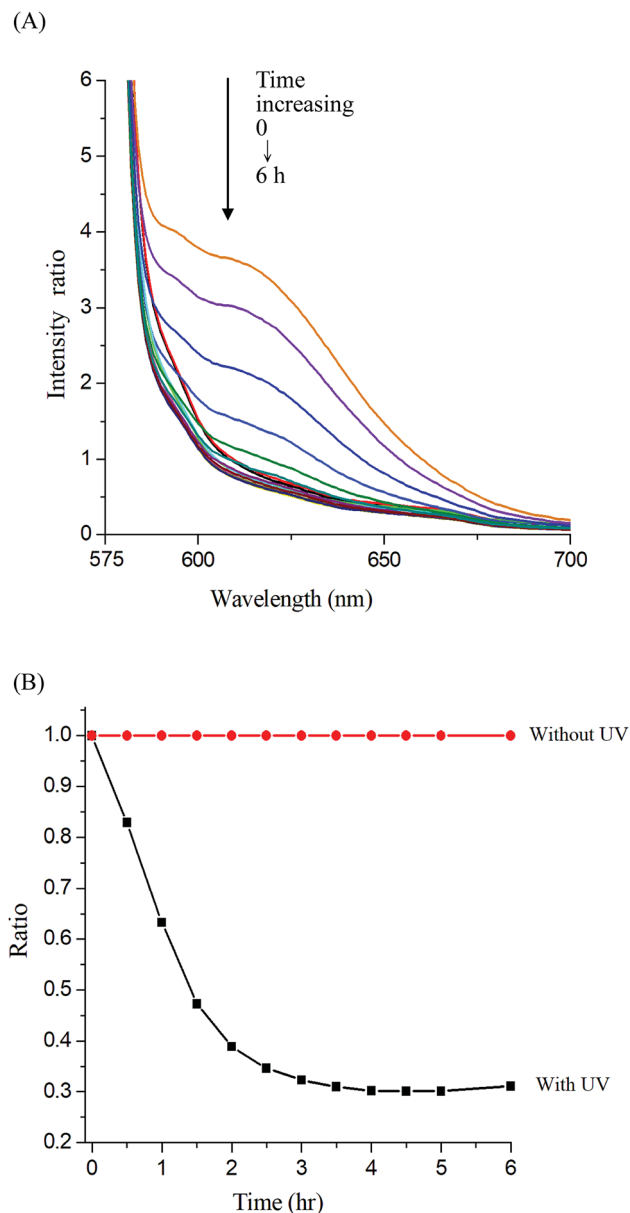 (A)
6
5
4
3
2
1
0
Intensity ratio
Time
increasing
0
↓
6 h
575
600
650
700
Wavelength (nm)
(B)
1.0
0.9
0.8
0.7
0.6
0.5
0.4
0.3
0.2
Ratio
Without UV
With UV
0
1
2
3
4
5
6
Time (hr)